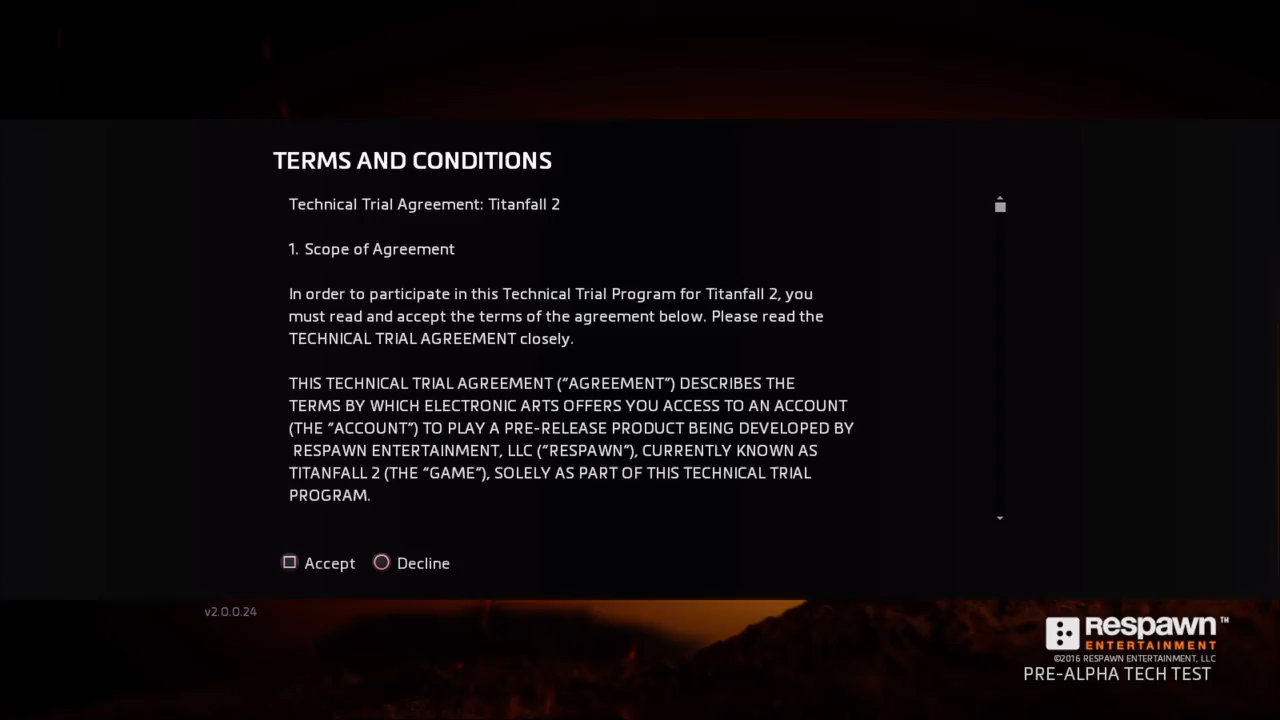 TERMS AND CONDITIONS
Technical Trial Agreement: Titanfall 2
1. Scope of Agreement
In order to participate in this Technical Trial Program for Titanfall 2, you
must read and accept the terms of the agreement below. Please read the
TECHNICAL TRIAL AGREEMENT closely.
THIS TECHNICAL TRIAL AGREEMENT (“AGREEMENT”) DESCRIBES THE
TERMS BY WHICH ELECTRONIC ARTS OFFERS YOU ACCESS TO AN ACCOUNT
(THE “ACCOUNT”) TO PLAY A PRE-RELEASE PRODUCT BEING DEVELOPED BY
RESPAWN ENTERTAINMENT, LLC (“RESPAWN”), CURRENTLY KNOWN AS
TITANFALL 2 (THE “GAME”), SOLELY AS PART OF THIS TECHNICAL TRIAL
PROGRAM.
Accept Decline
v2.0.0.24
Respawn™
ENTERTAINMENT
©2016 RESPAWN ENTERTAINMENT, LLC
PRE-ALPHA TECH TEST